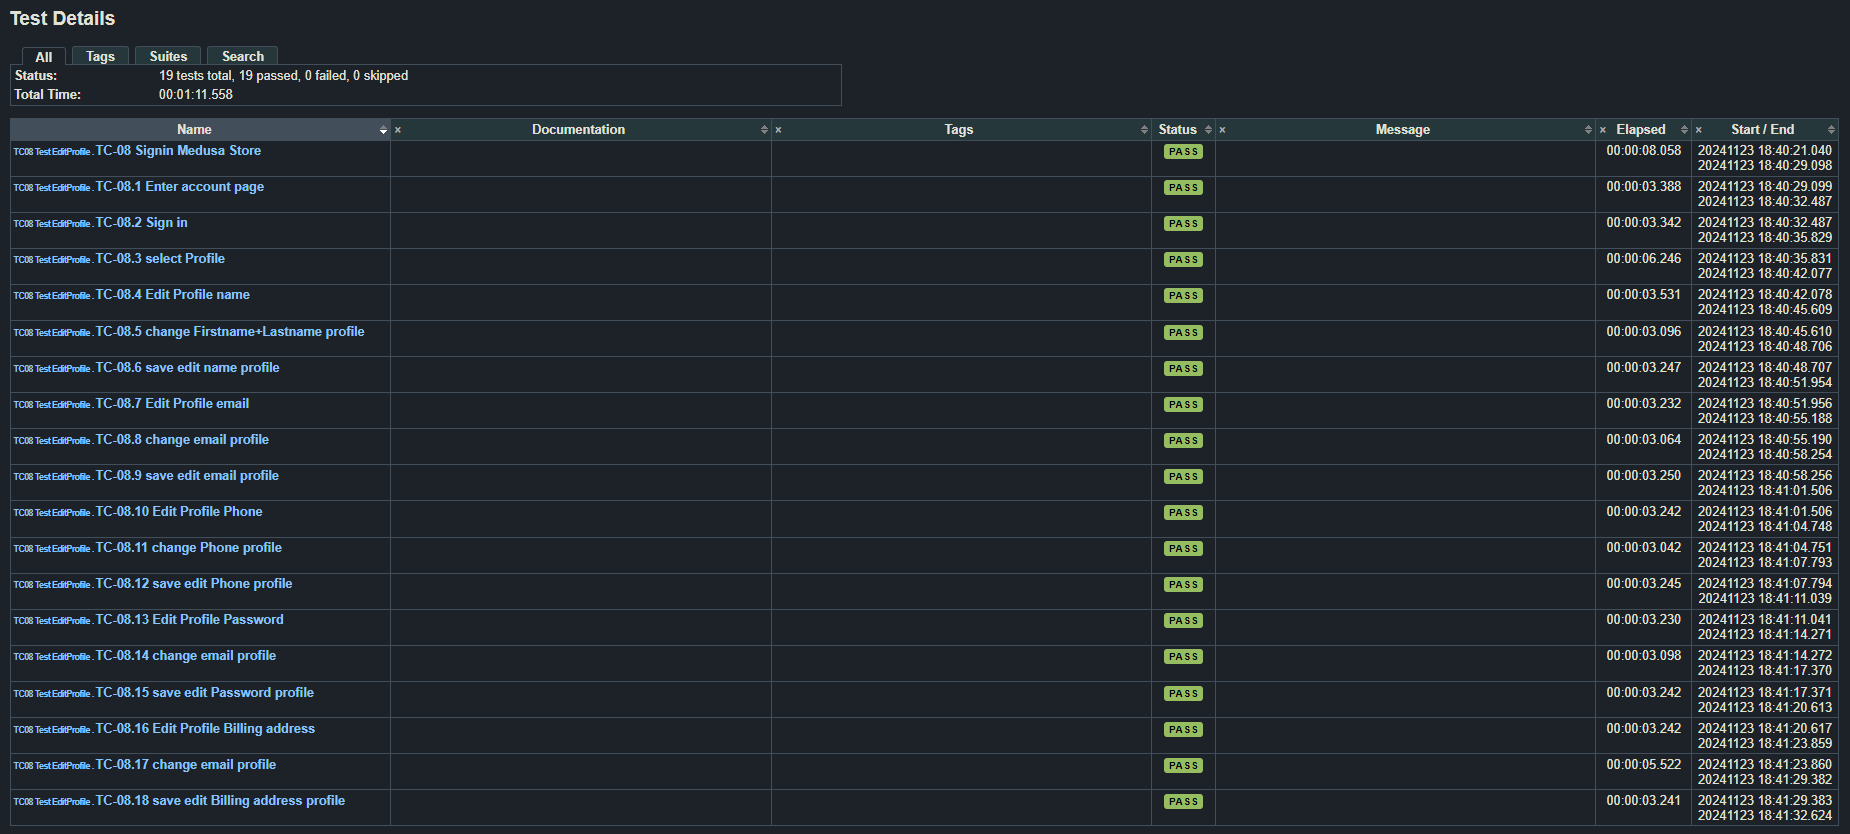 Test Details
All Tags Suites Search
Status: 19 tests total, 19 passed, 0 failed, 0 skipped
Total Time: 00:01:11.558
Name × Documentation × Tags Status × Message × Elapsed × Start / End
TC08 Test EditProfile . TC-08 Signin Medusa Store PASS 00:00:08.058 20241123 18:40:21.040
20241123 18:40:29.098
TC08 Test EditProfile . TC-08.1 Enter account page PASS 00:00:03.388 20241123 18:40:29.099
20241123 18:40:32.487
TC08 Test EditProfile . TC-08.2 Sign in PASS 00:00:03.342 20241123 18:40:32.487
20241123 18:40:35.829
TC08 Test EditProfile . TC-08.3 select Profile PASS 00:00:06.246 20241123 18:40:35.831
20241123 18:40:42.077
TC08 Test EditProfile . TC-08.4 Edit Profile name PASS 00:00:03.531 20241123 18:40:42.078
20241123 18:40:45.609
TC08 Test EditProfile . TC-08.5 change Firstname+Lastname profile PASS 00:00:03.096 20241123 18:40:45.610
20241123 18:40:48.706
TC08 Test EditProfile . TC-08.6 save edit name profile PASS 00:00:03.247 20241123 18:40:48.707
20241123 18:40:51.954
TC08 Test EditProfile . TC-08.7 Edit Profile email PASS 00:00:03.232 20241123 18:40:51.956
20241123 18:40:55.188
TC08 Test EditProfile . TC-08.8 change email profile PASS 00:00:03.064 20241123 18:40:55.190
20241123 18:40:58.254
TC08 Test EditProfile . TC-08.9 save edit email profile PASS 00:00:03.250 20241123 18:40:58.256
20241123 18:41:01.506
TC08 Test EditProfile . TC-08.10 Edit Profile Phone PASS 00:00:03.242 20241123 18:41:01.506
20241123 18:41:04.748
TC08 Test EditProfile . TC-08.11 change Phone profile PASS 00:00:03.042 20241123 18:41:04.751
20241123 18:41:07.793
TC08 Test EditProfile . TC-08.12 save edit Phone profile PASS 00:00:03.245 20241123 18:41:07.794
20241123 18:41:11.039
TC08 Test EditProfile . TC-08.13 Edit Profile Password PASS 00:00:03.230 20241123 18:41:11.041
20241123 18:41:14.271
TC08 Test EditProfile . TC-08.14 change email profile PASS 00:00:03.098 20241123 18:41:14.272
20241123 18:41:17.370
TC08 Test EditProfile . TC-08.15 save edit Password profile PASS 00:00:03.242 20241123 18:41:17.371
20241123 18:41:20.613
TC08 Test EditProfile . TC-08.16 Edit Profile Billing address PASS 00:00:03.242 20241123 18:41:20.617
20241123 18:41:23.859
TC08 Test EditProfile . TC-08.17 change email profile PASS 00:00:05.522 20241123 18:41:23.860
20241123 18:41:29.382
TC08 Test EditProfile . TC-08.18 save edit Billing address profile PASS 00:00:03.241 20241123 18:41:29.383
20241123 18:41:32.624